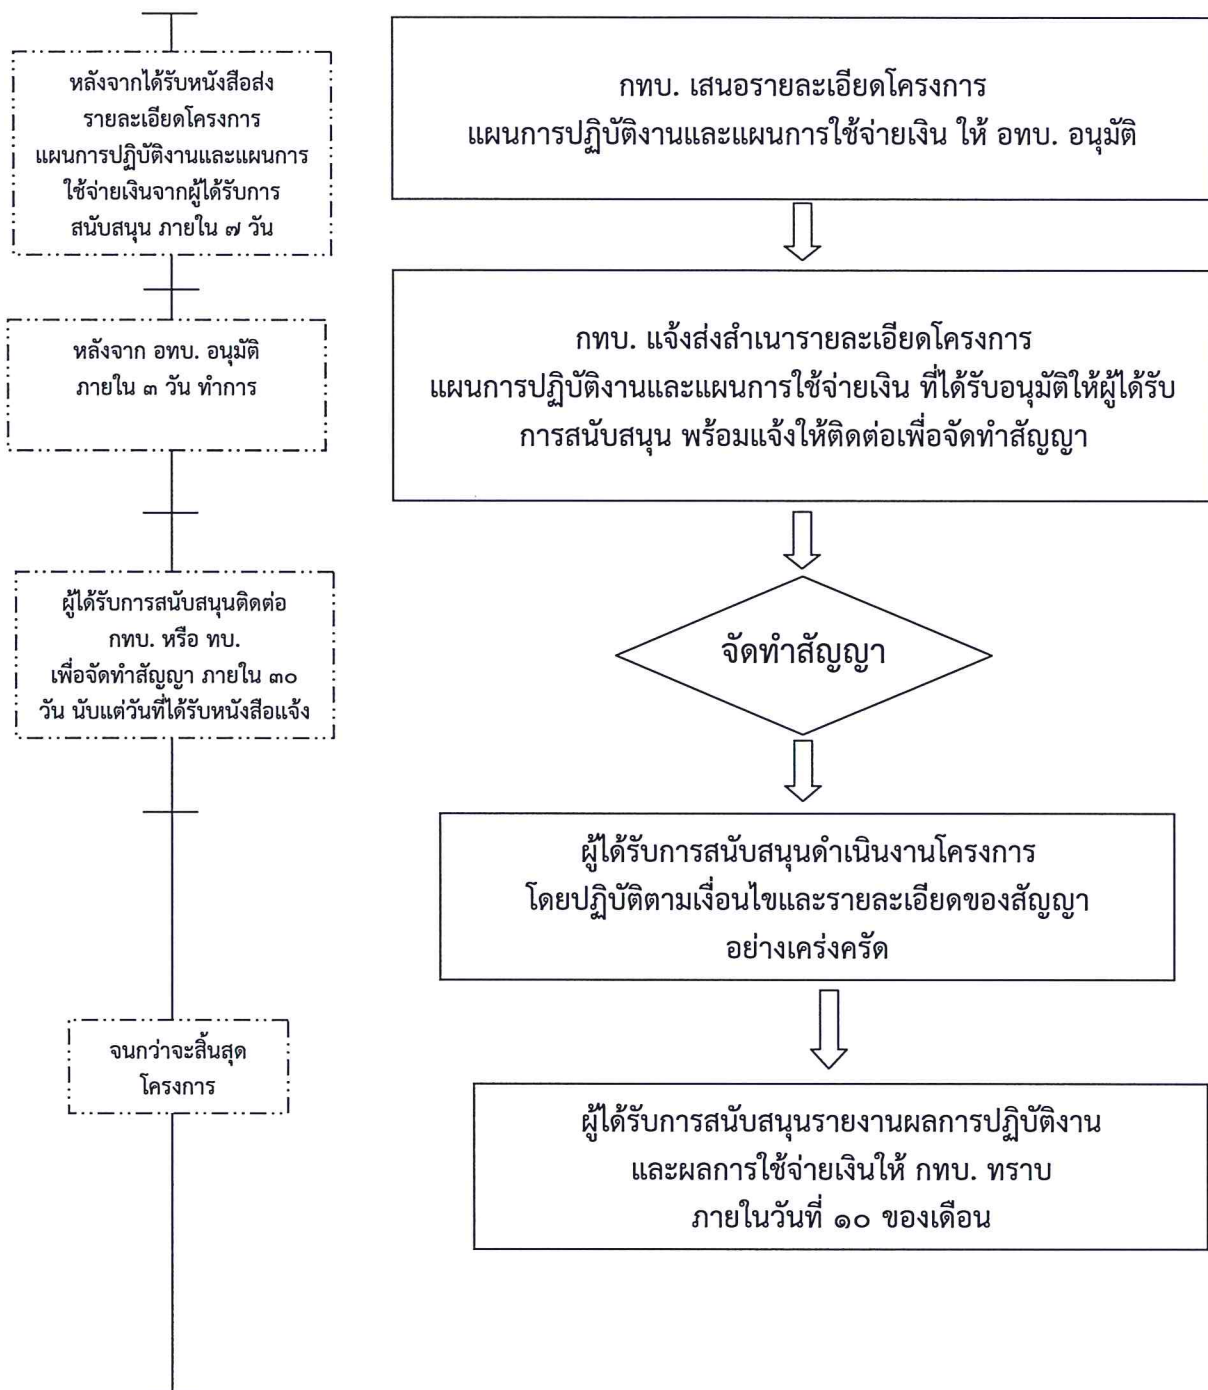 หลังจากได้รับหนังสือส่ง
รายละเอียดโครงการ
แผนการปฏิบัติงานและแผนการ
ใช้จ่ายเงินจากผู้ได้รับการ
สนับสนุน ภายใน ๗ วัน
กทบ. เสนอรายละเอียดโครงการ
แผนการปฏิบัติงานและแผนการใช้จ่ายเงิน ให้ อทบ. อนุมัติ
หลังจาก อทบ. อนุมัติ
ภายใน ๓ วัน ทำการ
กทบ. แจ้งส่งสำเนารายละเอียดโครงการ
แผนการปฏิบัติงานและแผนการใช้จ่ายเงิน ที่ได้รับอนุมัติให้ผู้ได้รับ
การสนับสนุน พร้อมแจ้งให้ติดต่อเพื่อจัดทำสัญญา
ผู้ได้รับการสนับสนุนติดต่อ
กทบ. หรือ ทบ.
เพื่อจัดทำสัญญา ภายใน ๓๐
วัน นับแต่วันที่ได้รับหนังสือแจ้ง
จัดทำสัญญา
ผู้ได้รับการสนับสนุนดำเนินงานโครงการ
โดยปฏิบัติตามเงื่อนไขและรายละเอียดของสัญญา
อย่างเคร่งครัด
จนกว่าจะสิ้นสุด
โครงการ
ผู้ได้รับการสนับสนุนรายงานผลการปฏิบัติงาน
และผลการใช้จ่ายเงินให้ กทบ. ทราบ
ภายในวันที่ ๑๐ ของเดือน